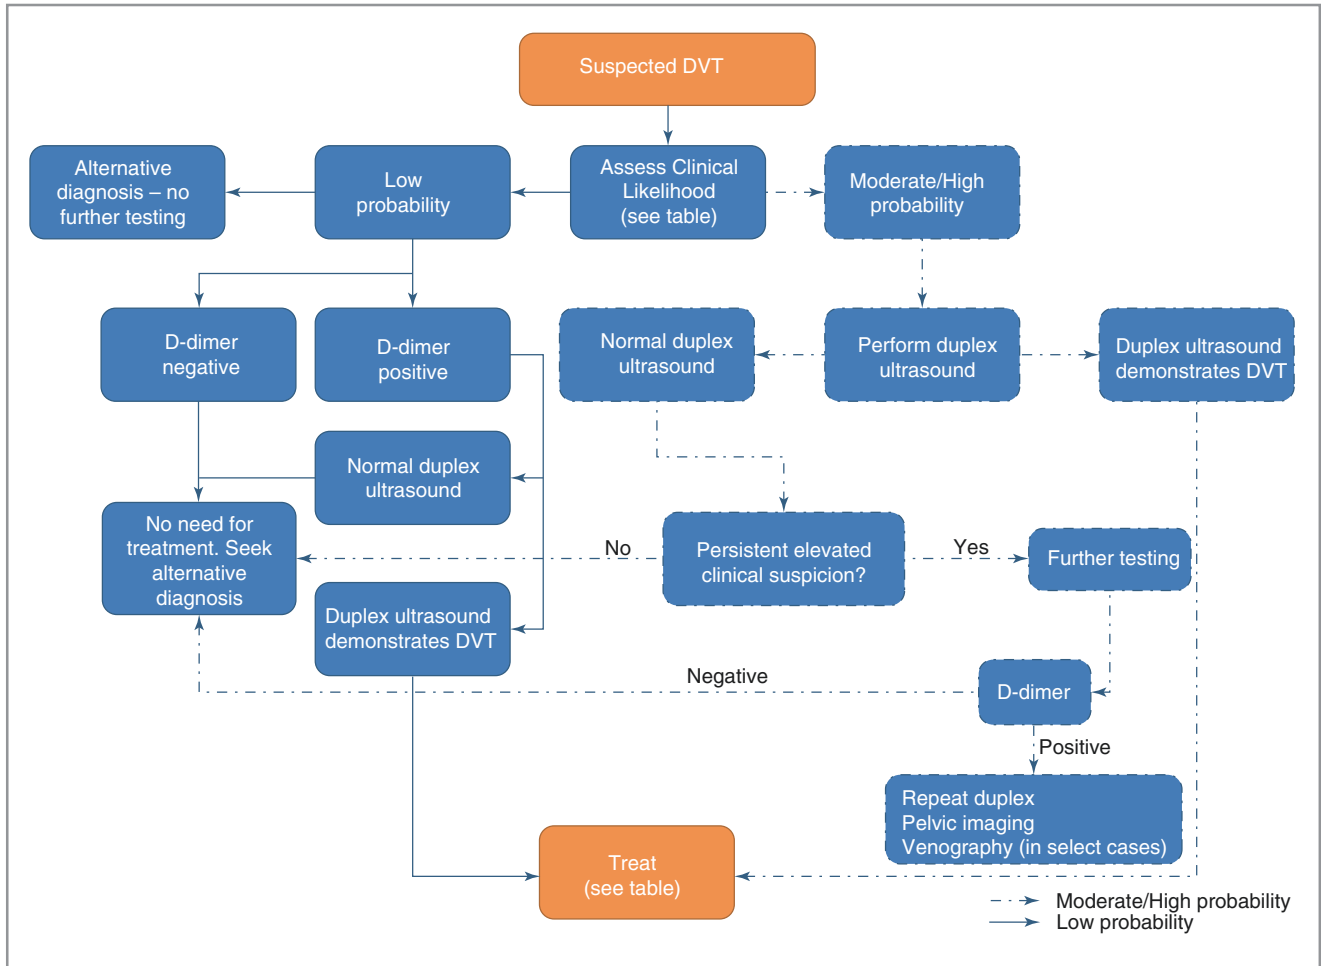 Suspected DVT
Alternative
diagnosis – no
further testing
Low
probability
Assess Clinical
Likelihood
(see table)
Moderate/High
probability
D-dimer
negative
D-dimer
positive
Normal duplex
ultrasound
Perform duplex
ultrasound
Duplex ultrasound
demonstrates DVT
Normal duplex
ultrasound
No need for
treatment. Seek
alternative
diagnosis
No
Persistent elevated
clinical suspicion?
Yes
Further testing
Duplex ultrasound
demonstrates DVT
Negative
D-dimer
Positive
Repeat duplex
Pelvic imaging
Venography (in select cases)
Treat
(see table)
Moderate/High probability
Low probability